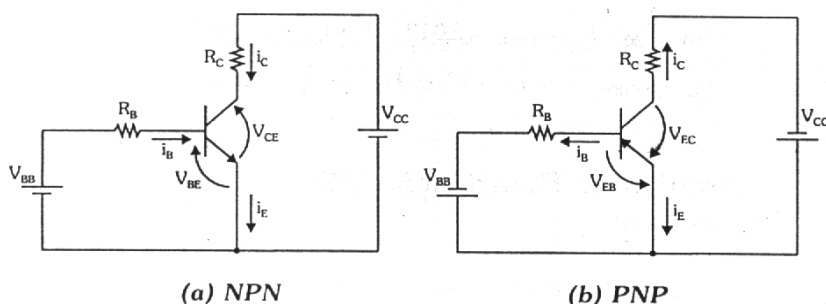 R_C i_C
R_B
i_B
V_CE
V_CC
V_BB
V_BE
i_E
(a) NPN
R_C i_C
R_B
i_B
V_EC
V_CC
V_BB
V_EB
i_E
(b) PNP